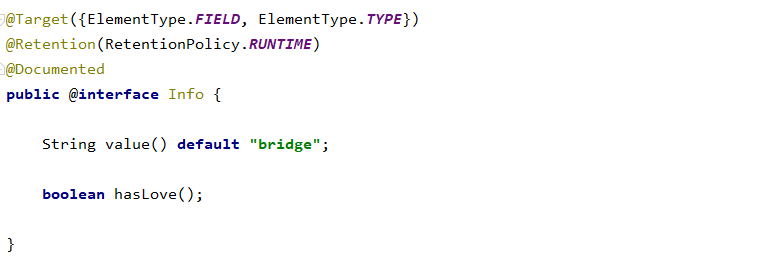 @Target({ElementType.FIELD, ElementType.TYPE})
@Retention(RetentionPolicy.RUNTIME)
@Documented
public @interface Info {
String value() default "bridge";
boolean hasLove();
}